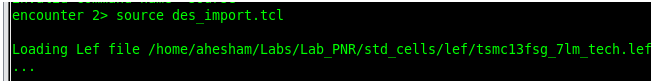 encounter 2> source des_import.tcl
Loading Lef file /home/ahesham/Labs/Lab_PNR/std_cells/lef/tsmc13fsg_7lm_tech.lef
...